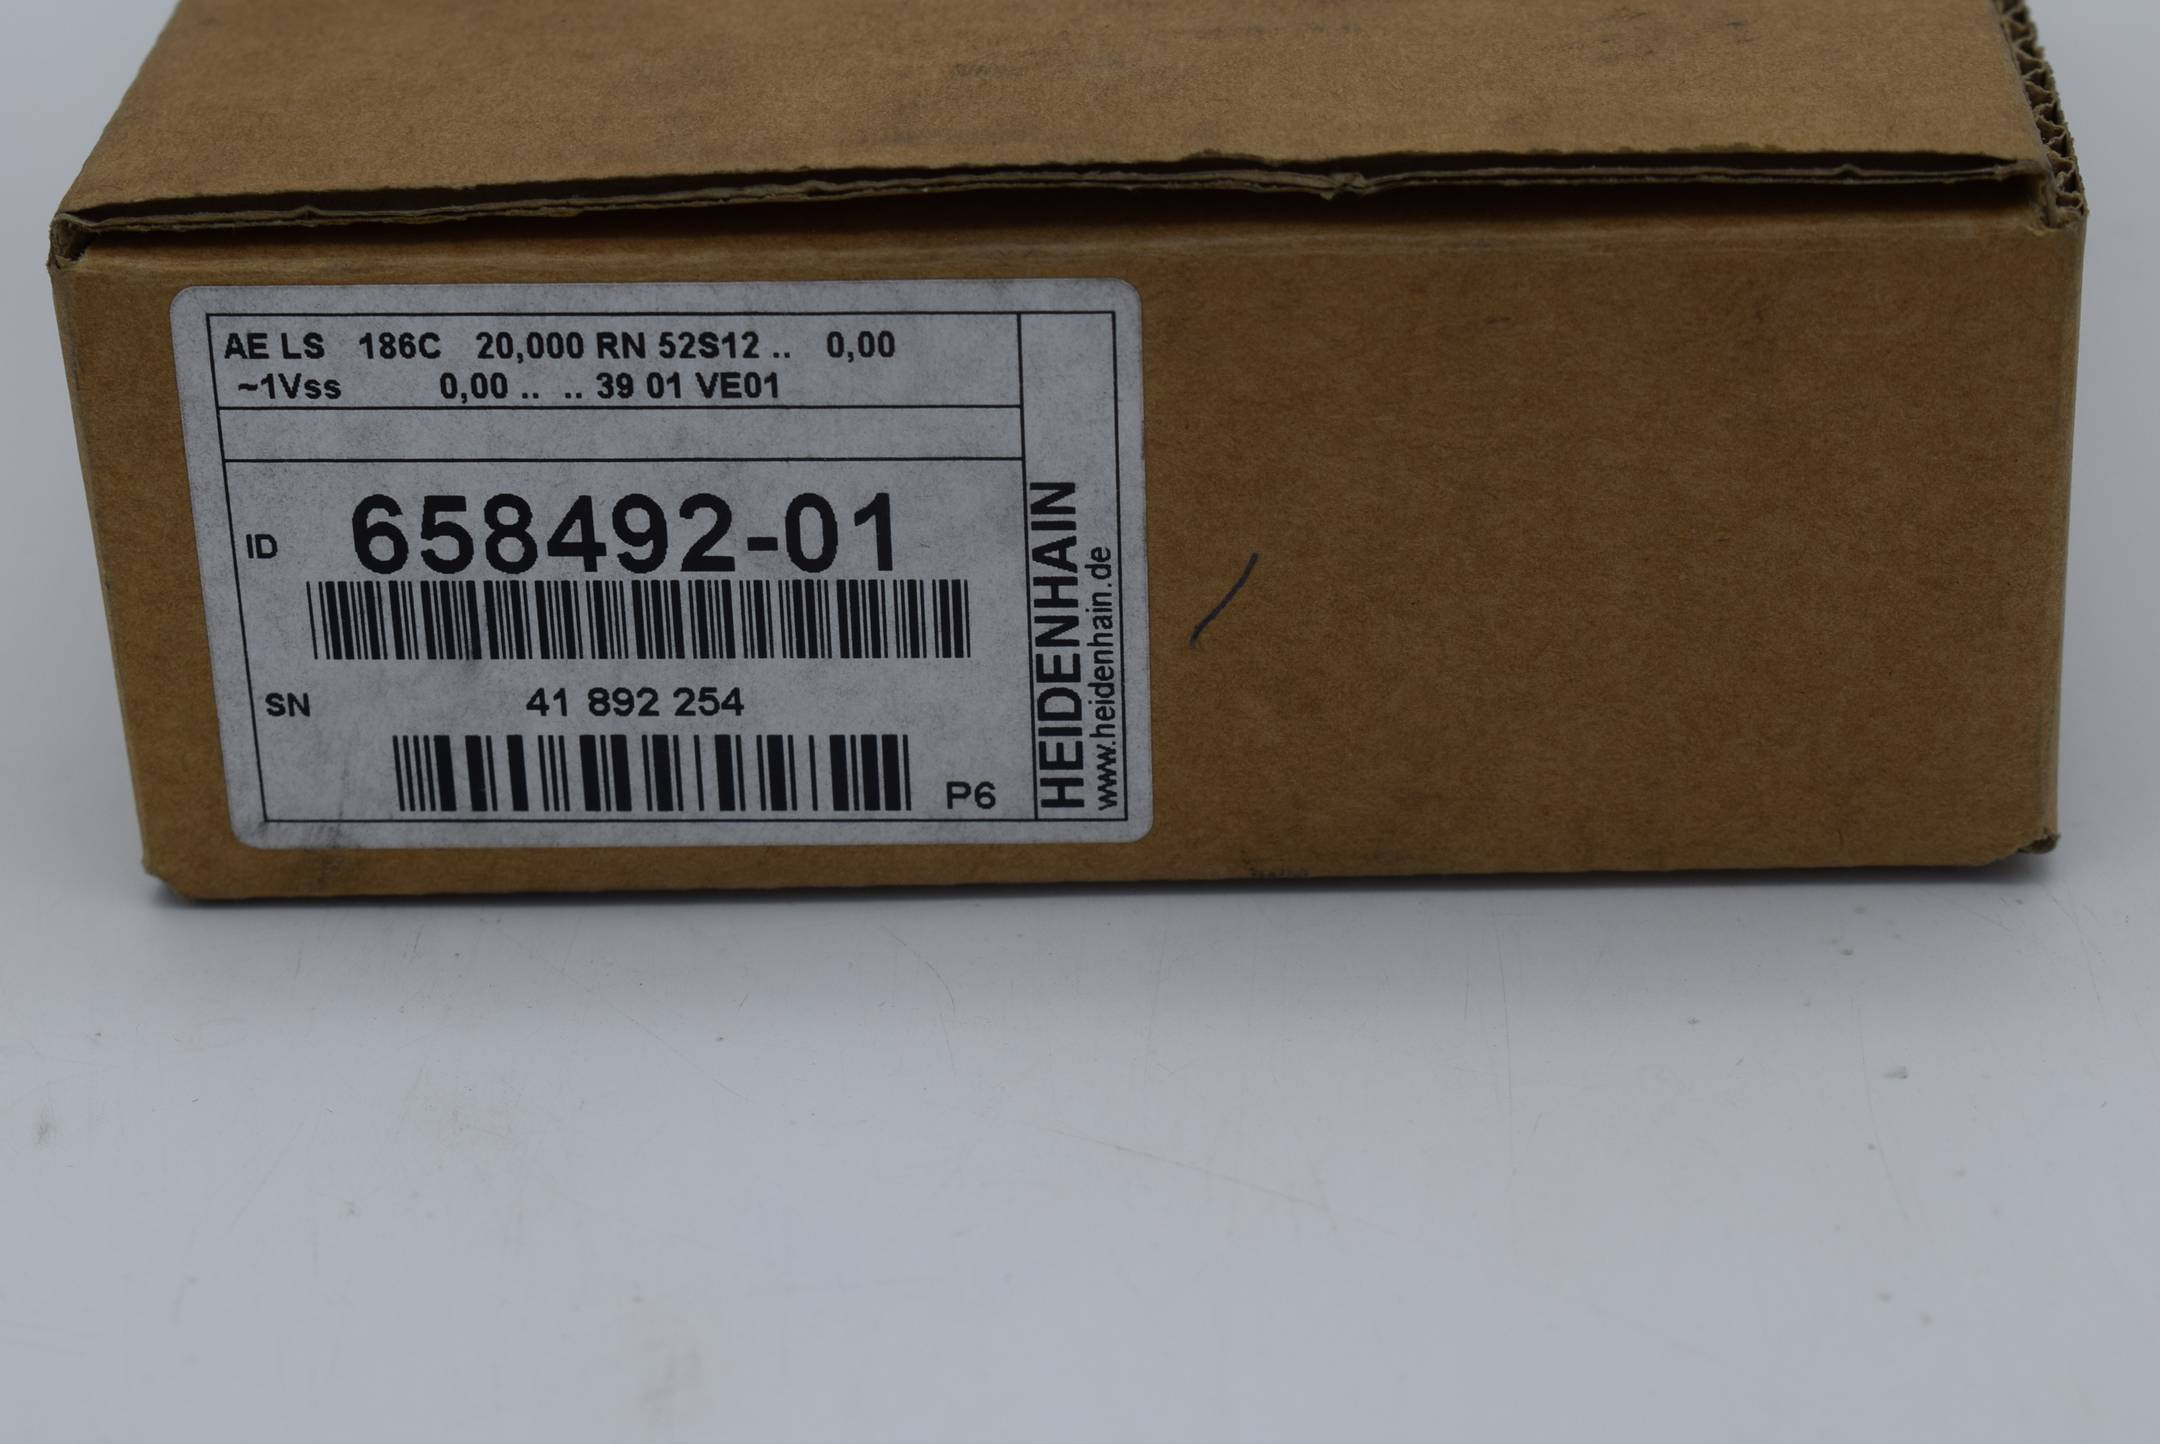 AE LS 186C 20,000 RN 52S12 .. 0,00
~1Vss 0,00 .. .. 39 01 VE01
ID 658492-01
SN 41 892 254
P6
HEIDENHAIN
www.heidenhain.de